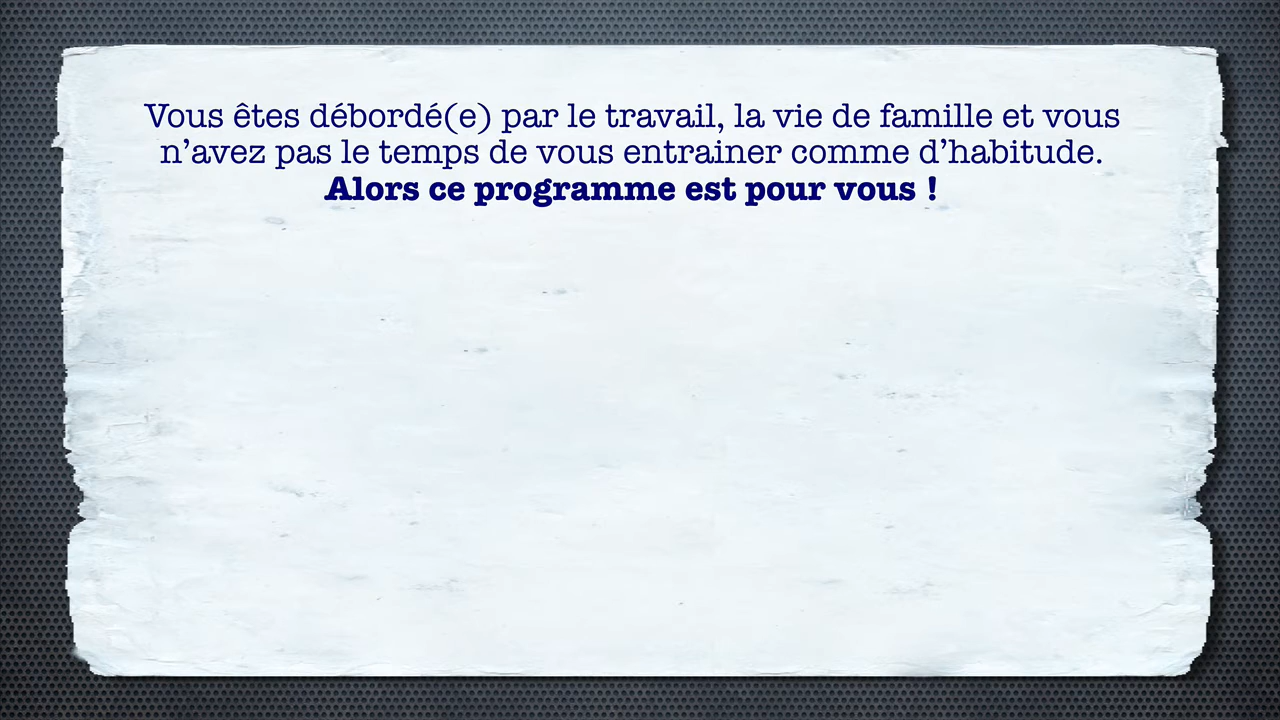 Vous êtes débordé(e) par le travail, la vie de famille et vous
n’avez pas le temps de vous entrainer comme d’habitude.
Alors ce programme est pour vous !